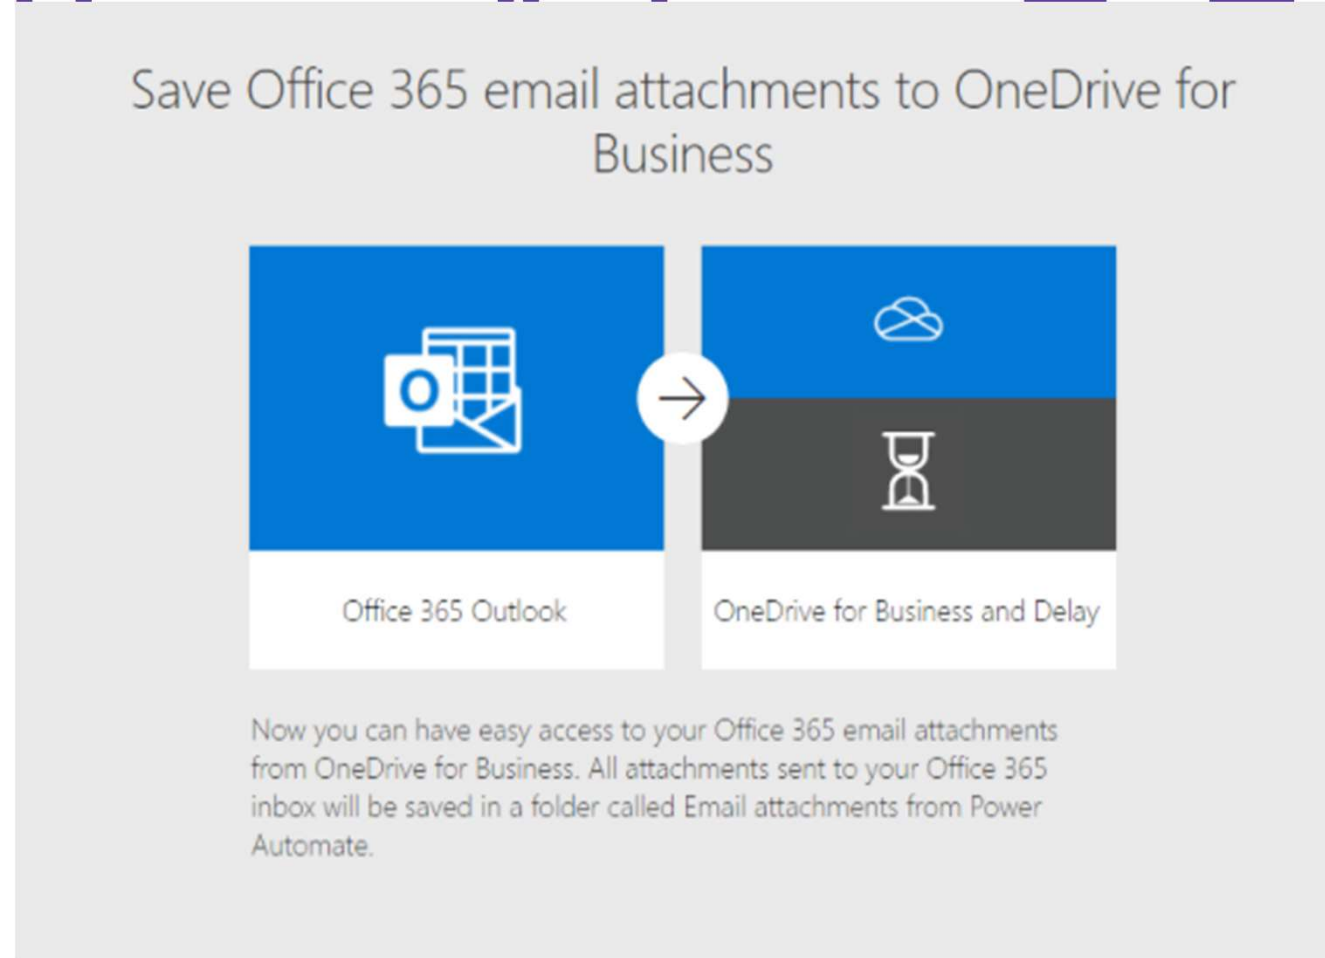 Save Office 365 email attachments to OneDrive for
Business
O
Office 365 Outlook
OneDrive for Business and Delay
Now you can have easy access to your Office 365 email attachments
from OneDrive for Business. All attachments sent to your Office 365
inbox will be saved in a folder called Email attachments from Power
Automate.